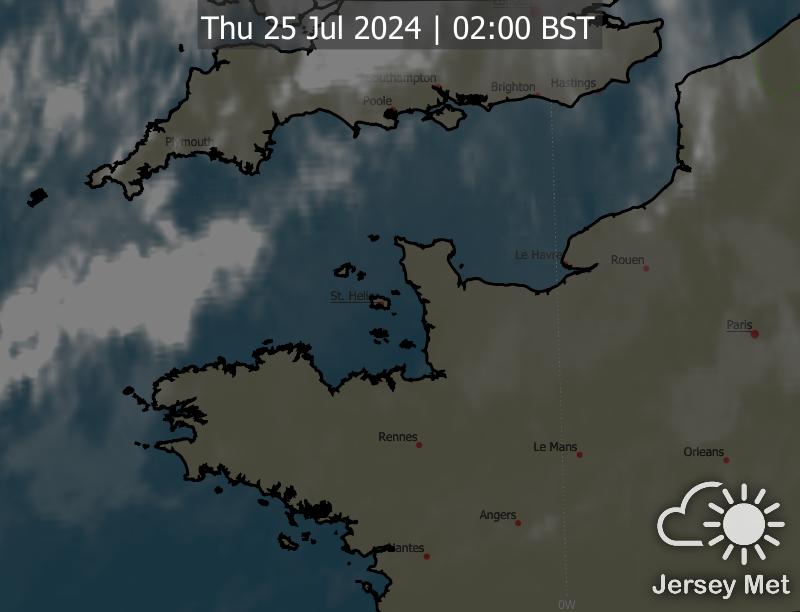 Thu 25 Jul 2024 | 02:00 BST
Southampton
Brighton
Hastings
Poole
Plymouth
Le Havre
Rouen
St. Helier
Paris
Rennes
Le Mans
Orleans
Angers
Nantes
Jersey Met
0W